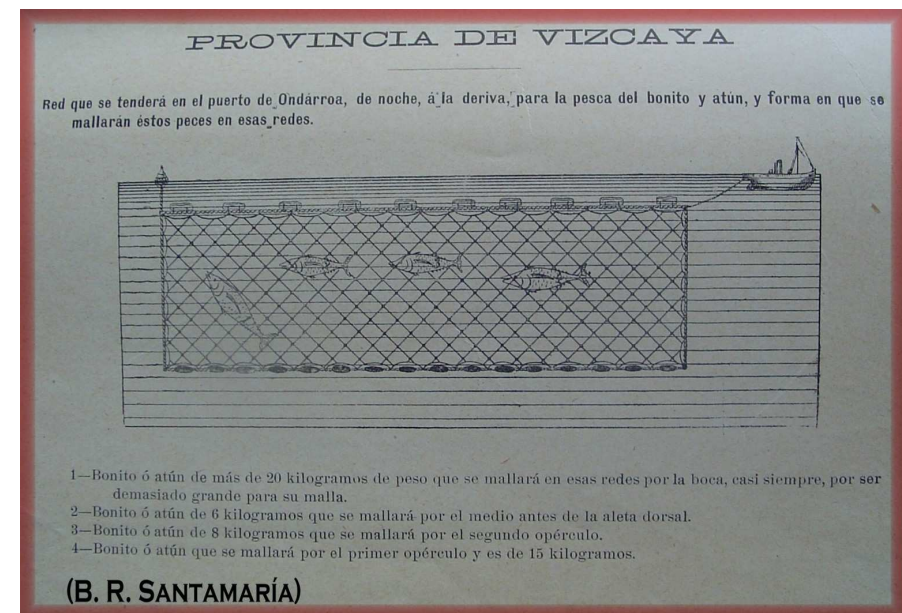 PROVINCIA DE VIZCAYA
Red que se tenderá en el puerto de Ondárroa, de noche, á la deriva, para la pesca del bonito y atún, y forma en que se
mallarán éstos peces en esas redes.
1—Bonito ó atún de más de 20 kilogramos de peso que se mallará en esas redes por la boca, casi siempre, por ser
demasiado grande para su malla.
2—Bonito ó atún de 6 kilogramos que se mallará por el medio antes de la aleta dorsal.
3—Bonito ó atún de 8 kilogramos que se mallará por el segundo opérculo.
4—Bonito ó atún que se mallará por el primer opérculo y es de 15 kilogramos.
(B. R. SANTAMARÍA)